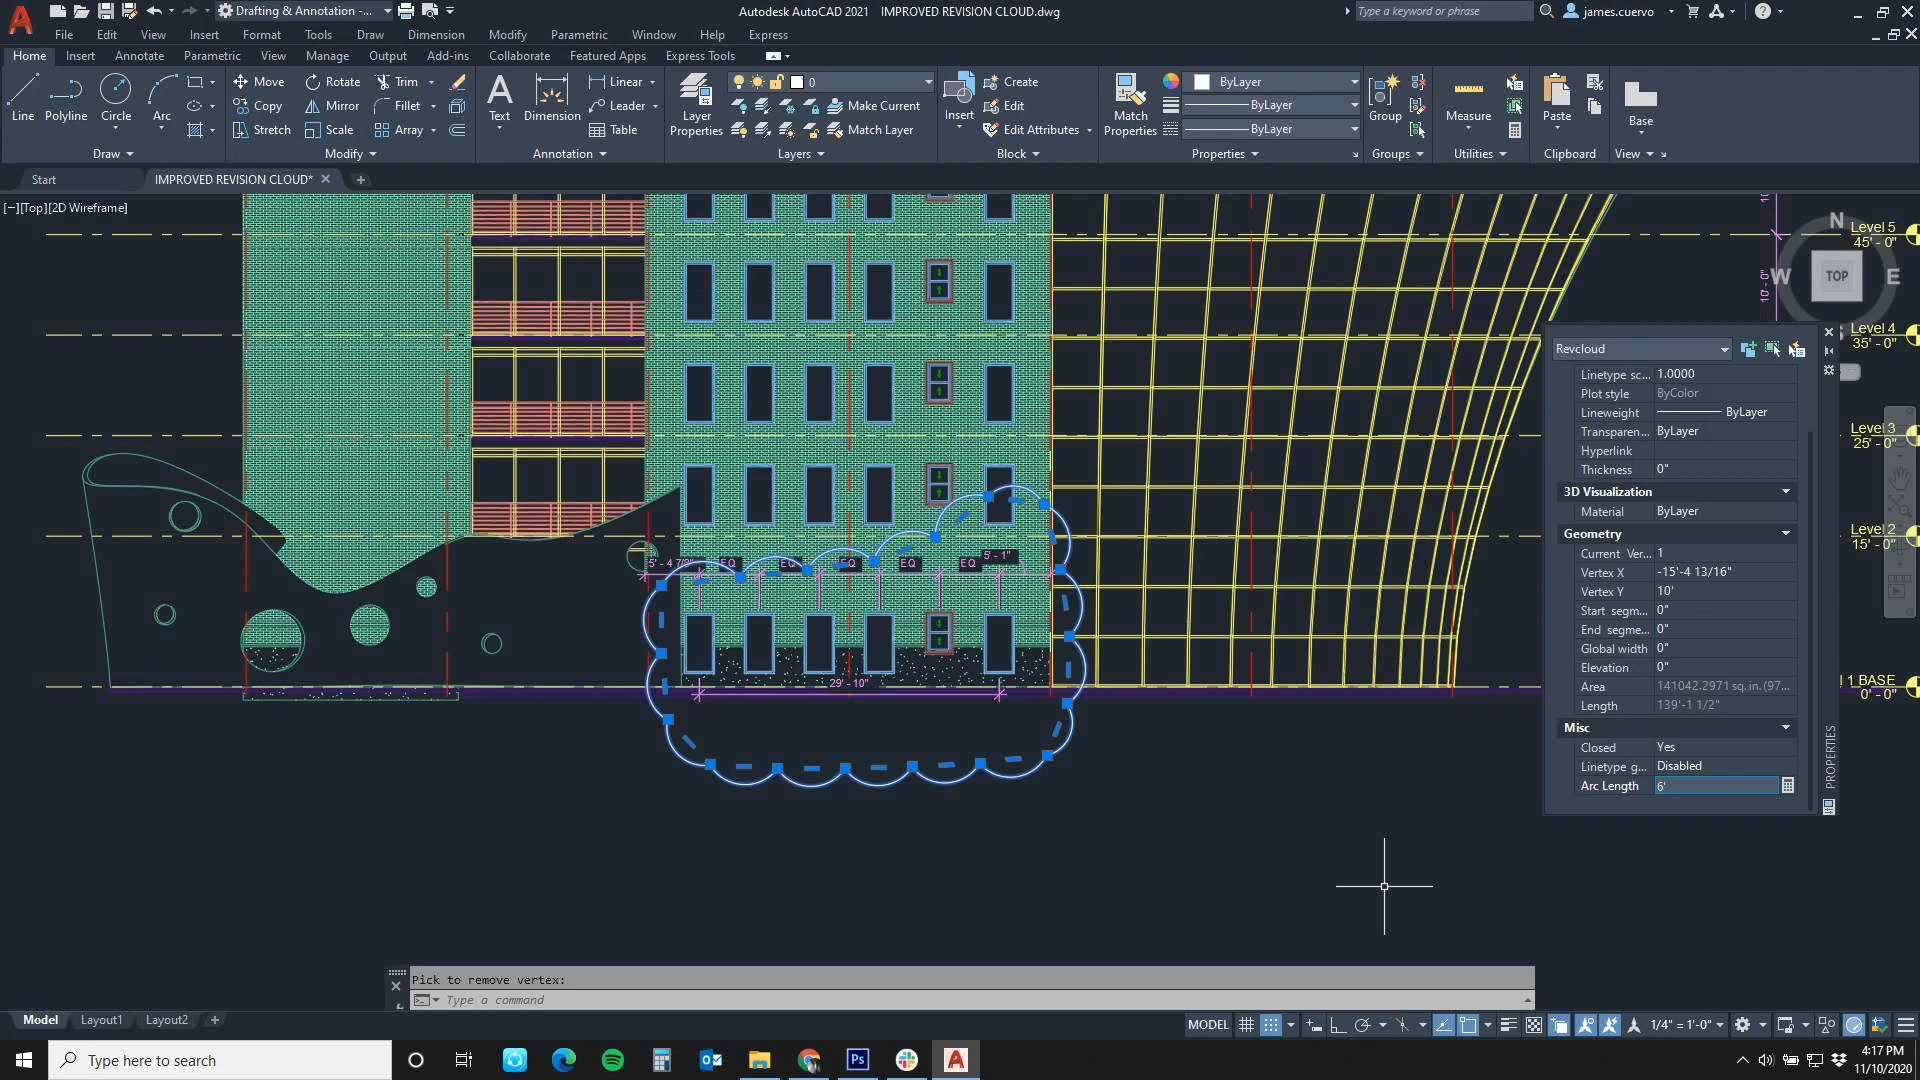 Drafting & Annotation -...
Autodesk AutoCAD 2021 IMPROVED REVISION CLOUD.dwg
Type a keyword or phrase
james.cuervo
File Edit View Insert Format Tools Draw Dimension Modify Parametric Window Help Express
Home Insert Annotate Parametric View Manage Output Add-ins Collaborate Featured Apps Express Tools
Line
Polyline
Circle
Arc
Draw
Move Rotate Trim
Copy Mirror Fillet
Stretch Scale Array
Modify
Text
Dimension
Linear
Leader
Table
Annotation
Layer
Properties
0
Make Current
Match Layer
Layers
Insert
Create
Edit
Edit Attributes
Block
Match
Properties
ByLayer
ByLayer
ByLayer
Properties
Group
Groups
Measure
Utilities
Paste
Clipboard
Base
View
Start
IMPROVED REVISION CLOUD*
[−][Top][2D Wireframe]
N
W
TOP
E
Level 5
45' - 0"
10' - 0"
Level 4
35' - 0"
Level 3
25' - 0"
Level 2
15' - 0"
1 BASE
0' - 0"
5' - 4 7/8"
EQ
EQ
EQ
EQ
EQ
5' - 1"
29' - 10"
Revcloud
Linetype sc... 1.0000
Plot style ByColor
Lineweight ByLayer
Transparen... ByLayer
Hyperlink
Thickness 0"
3D Visualization
Material ByLayer
Geometry
Current Ver... 1
Vertex X -15'-4 13/16"
Vertex Y 10'
Start segm... 0"
End segme... 0"
Global width 0"
Elevation 0"
Area 141042.2971 sq. in. (97...
Length 139'-1 1/2"
Misc
Closed Yes
Linetype g... Disabled
Arc Length 6'
PROPERTIES
Pick to remove vertex:
Type a command
Model Layout1 Layout2
MODEL
1/4" = 1'-0"
Type here to search
Ps
4:17 PM
11/10/2020